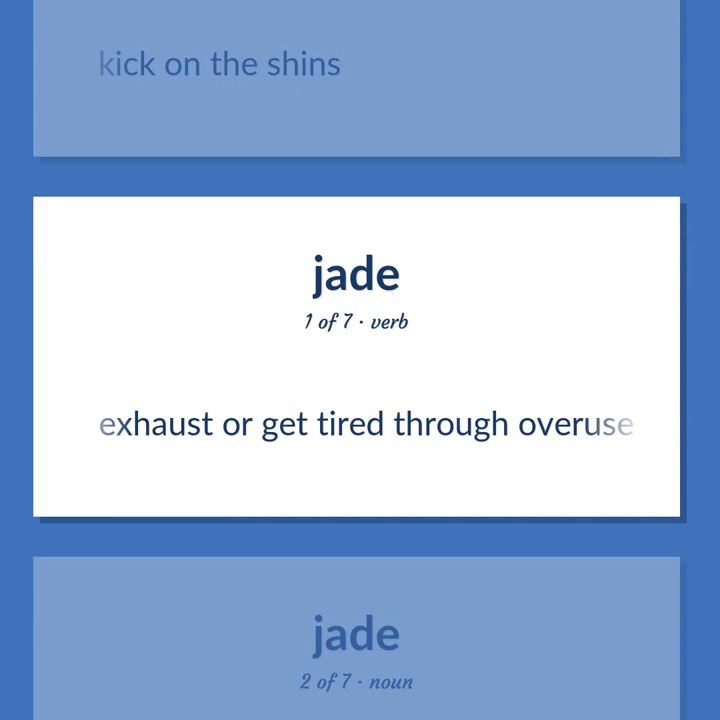 kick on the shins
jade
1 of 7 · verb
exhaust or get tired through overuse
jade
2 of 7 · noun